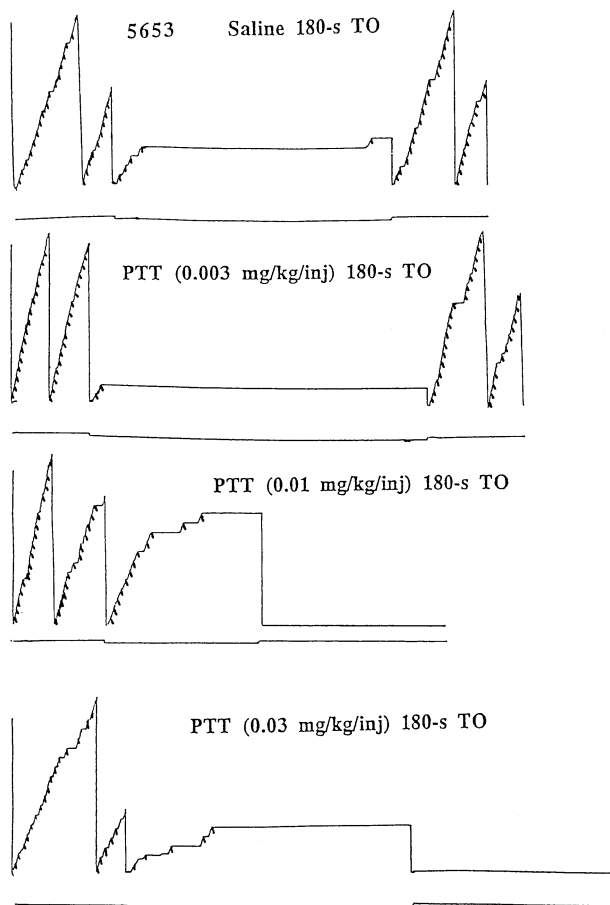 5653 Saline 180-s TO
PTT (0.003 mg/kg/inj) 180-s TO
PTT (0.01 mg/kg/inj) 180-s TO
PTT (0.03 mg/kg/inj) 180-s TO